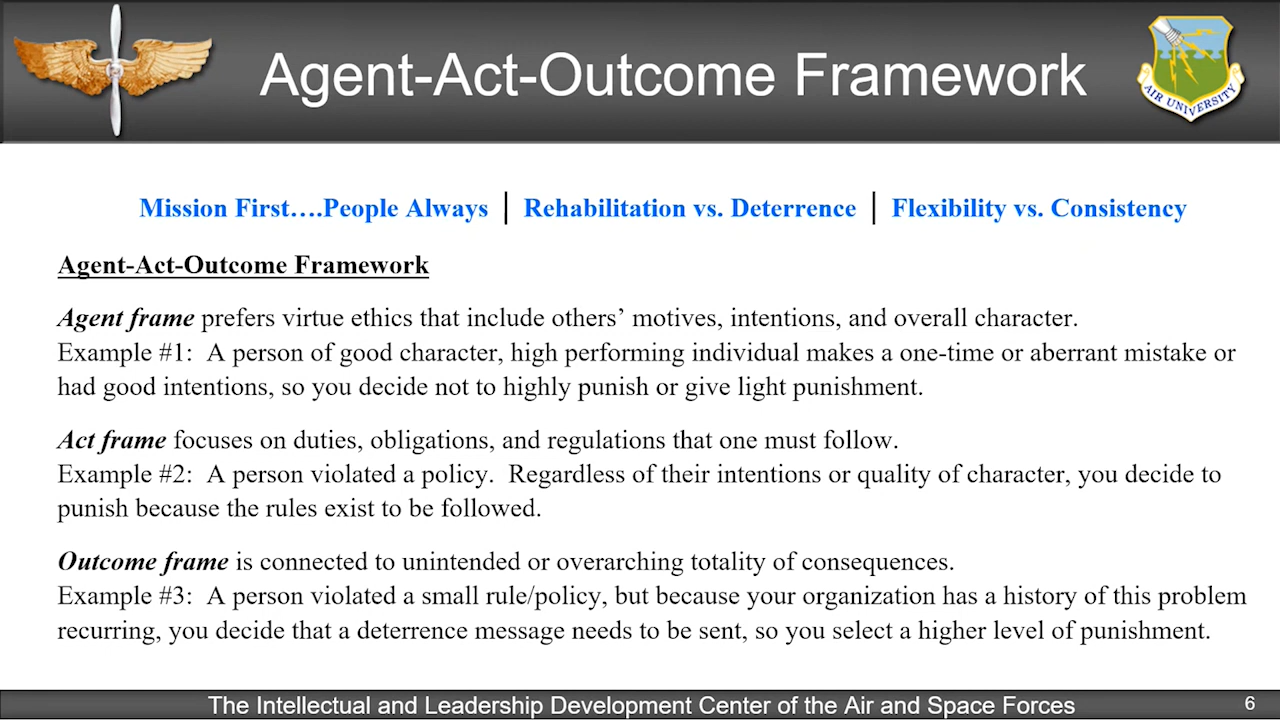 Agent-Act-Outcome Framework
AIR UNIVERSITY
Mission First….People Always | Rehabilitation vs. Deterrence | Flexibility vs. Consistency
Agent-Act-Outcome Framework
Agent frame prefers virtue ethics that include others’ motives, intentions, and overall character.
Example #1:  A person of good character, high performing individual makes a one-time or aberrant mistake or
had good intentions, so you decide not to highly punish or give light punishment.
Act frame focuses on duties, obligations, and regulations that one must follow.
Example #2:  A person violated a policy.  Regardless of their intentions or quality of character, you decide to
punish because the rules exist to be followed.
Outcome frame is connected to unintended or overarching totality of consequences.
Example #3:  A person violated a small rule/policy, but because your organization has a history of this problem
recurring, you decide that a deterrence message needs to be sent, so you select a higher level of punishment.
The Intellectual and Leadership Development Center of the Air and Space Forces
6